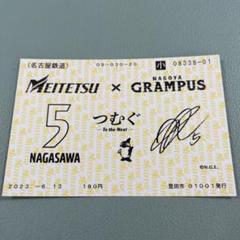 (名古屋鉄道) 09-030-20 小 08338-01
MEITETSU × NAGOYA GRAMPUS
5
NAGASAWA
つむぐ
To the Next
5
©N.G.E.
2023.-6.13 180円 豊田市 01001発行